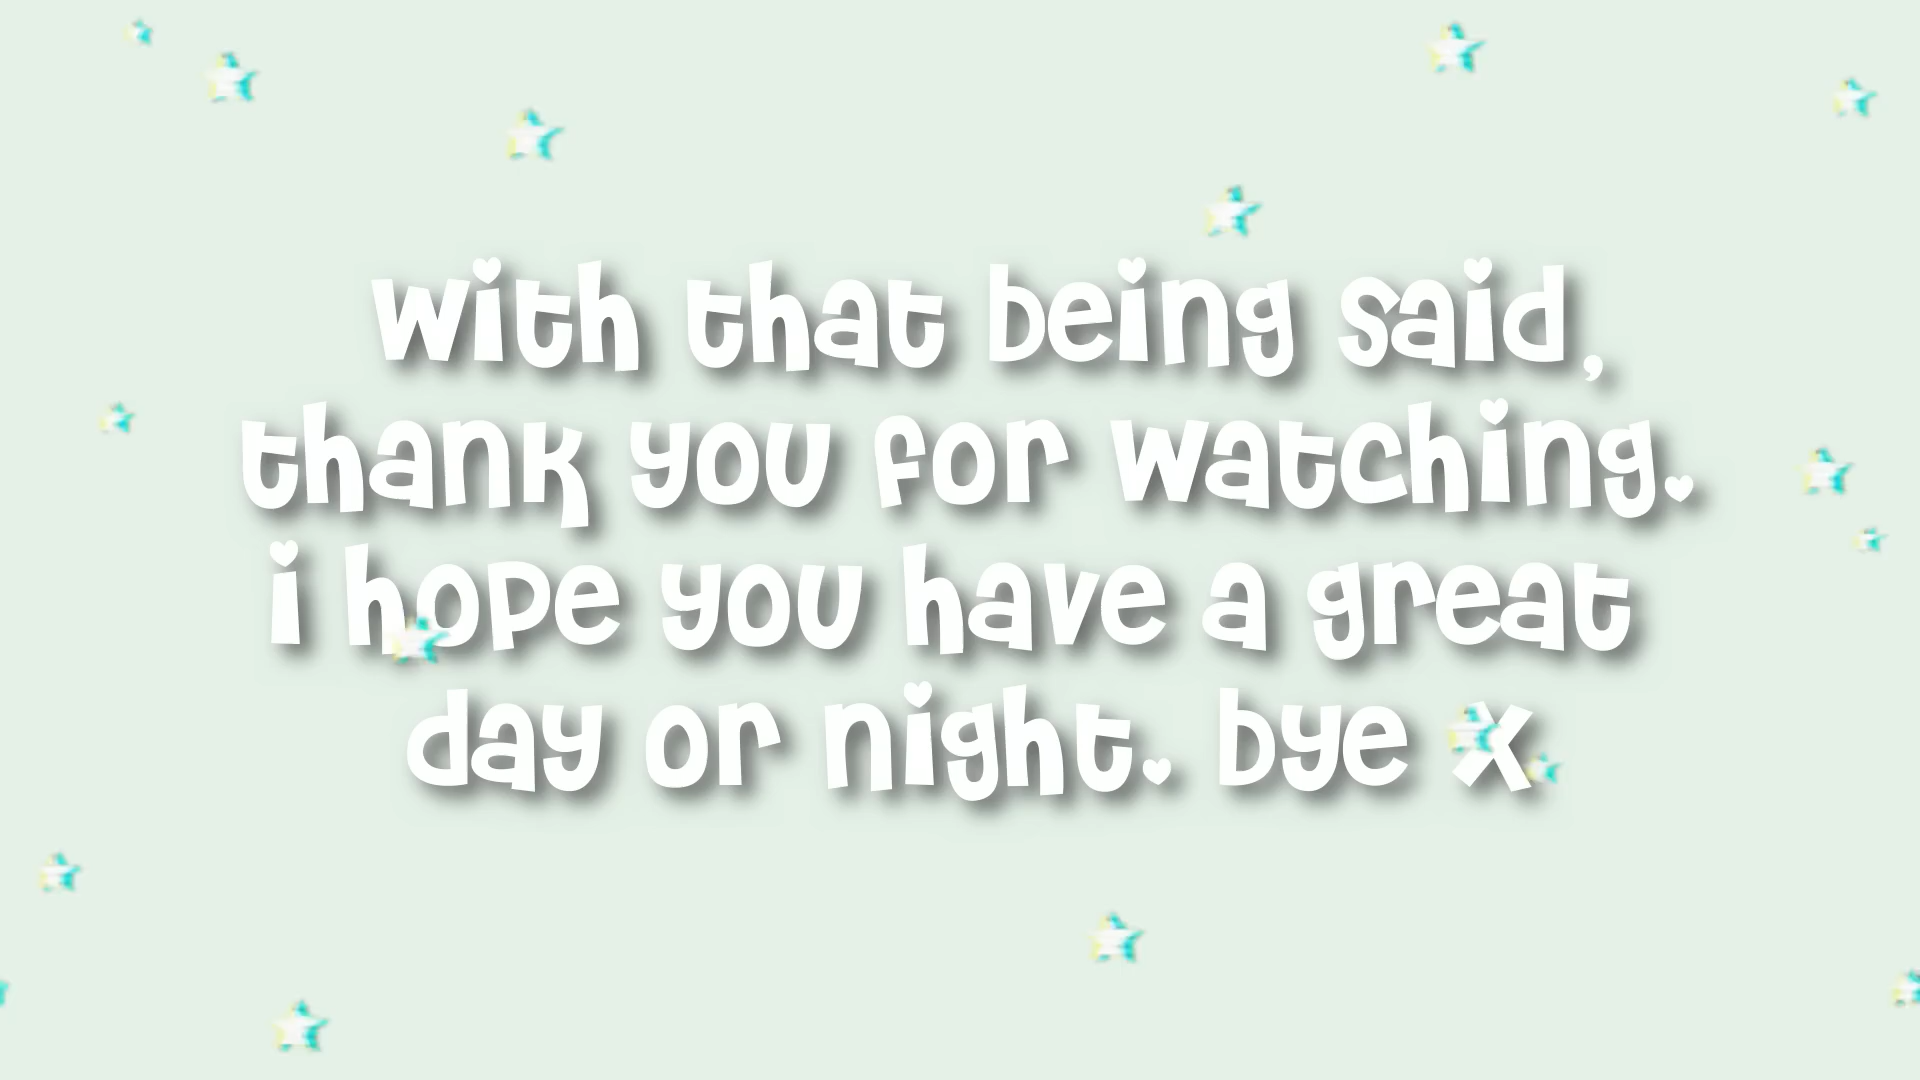 with that being said,
thank you for watching.
i hope you have a great
day or night. bye x